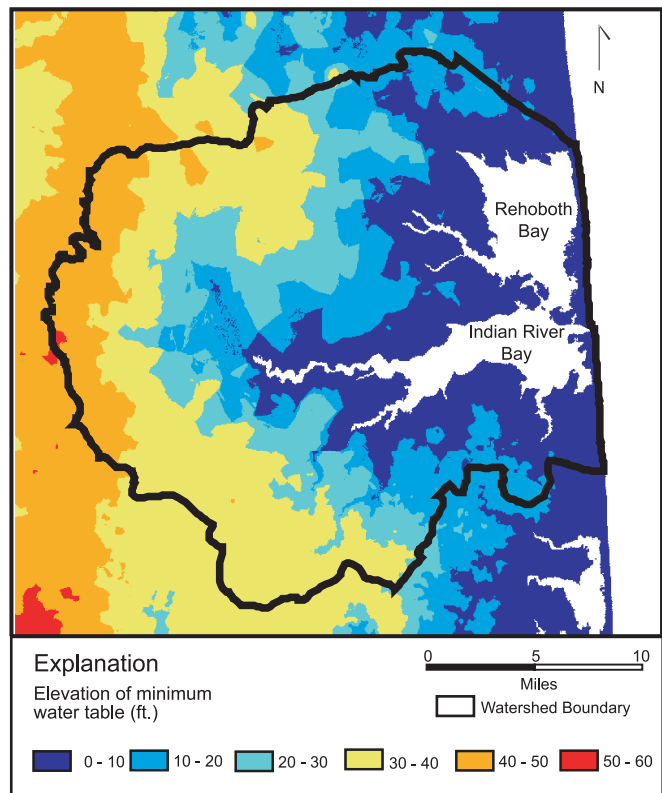 N
Rehoboth
Bay
Indian River
Bay
Explanation
Elevation of minimum
water table (ft.)
0 5 10
Miles
Watershed Boundary
0 - 10 10 - 20 20 - 30 30 - 40 40 - 50 50 - 60